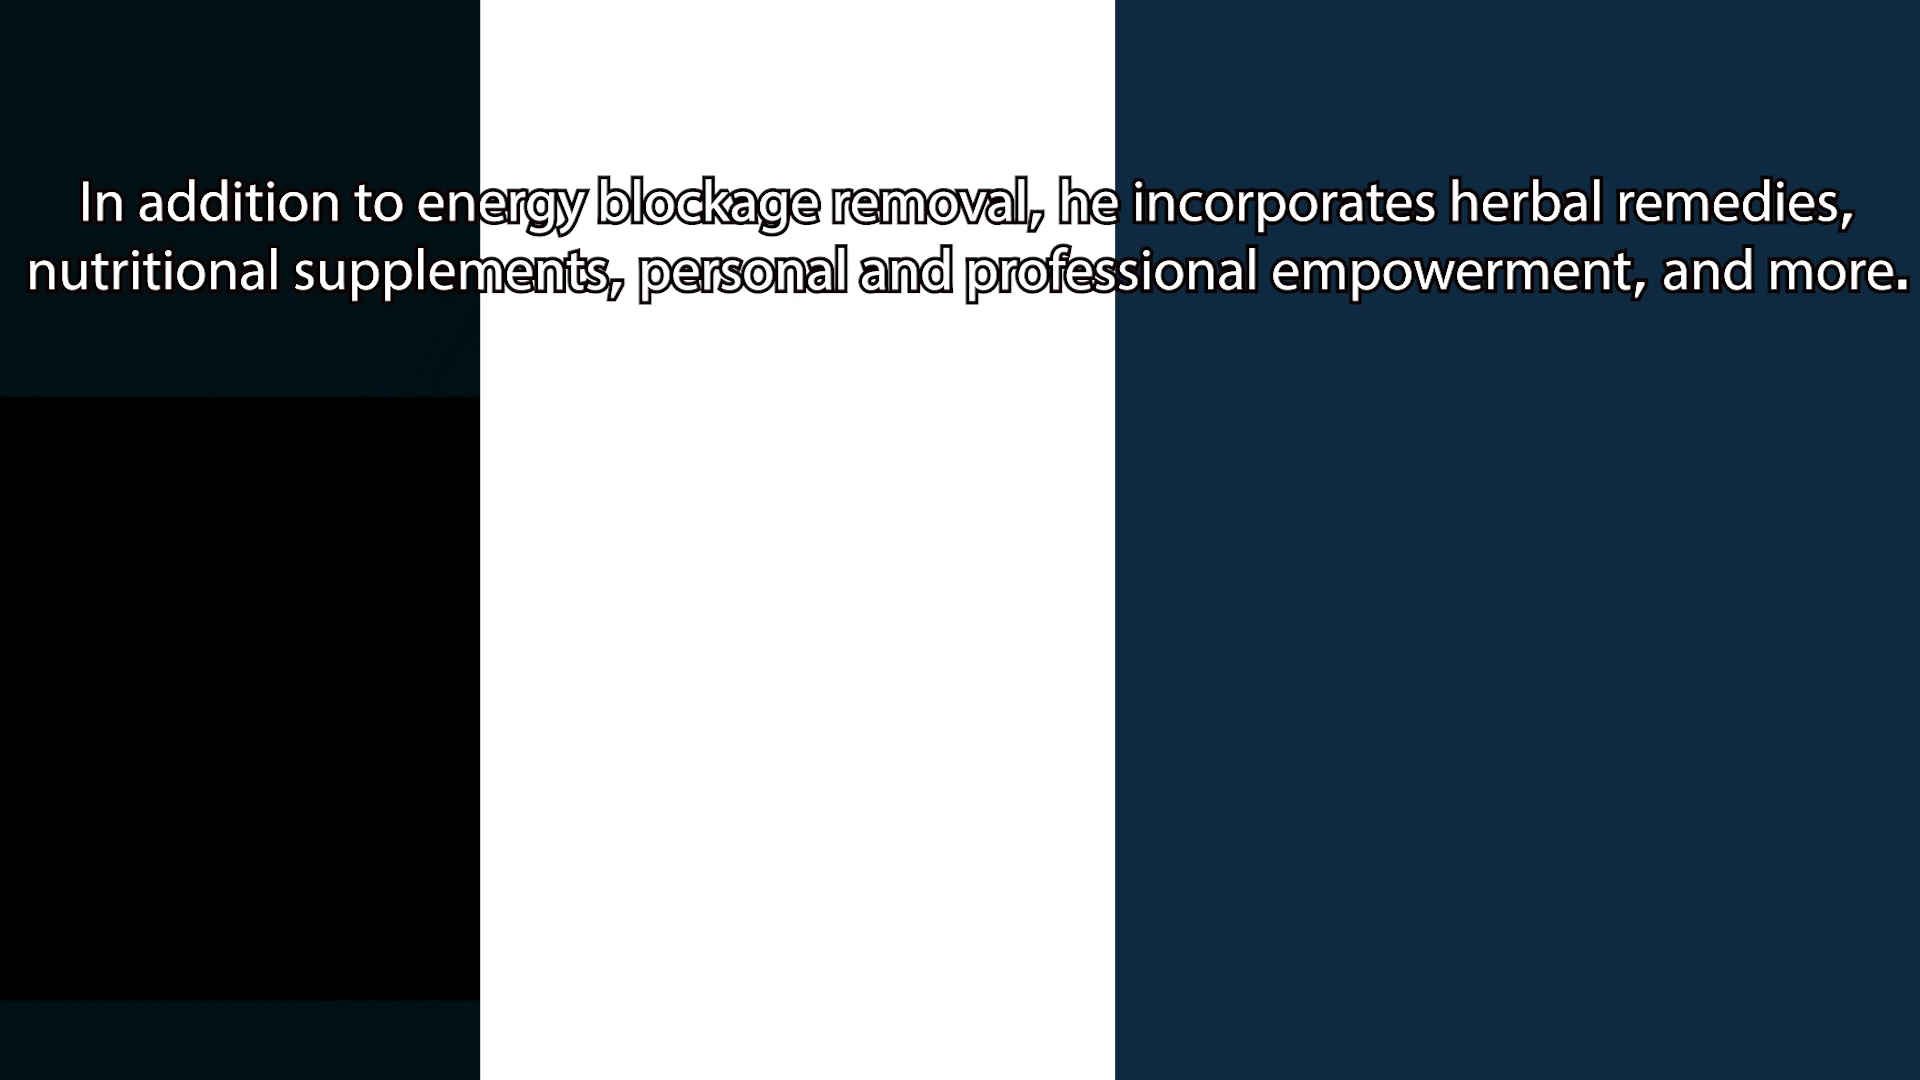 In addition to energy blockage removal, he incorporates herbal remedies,
nutritional supplements, personal and professional empowerment, and more.